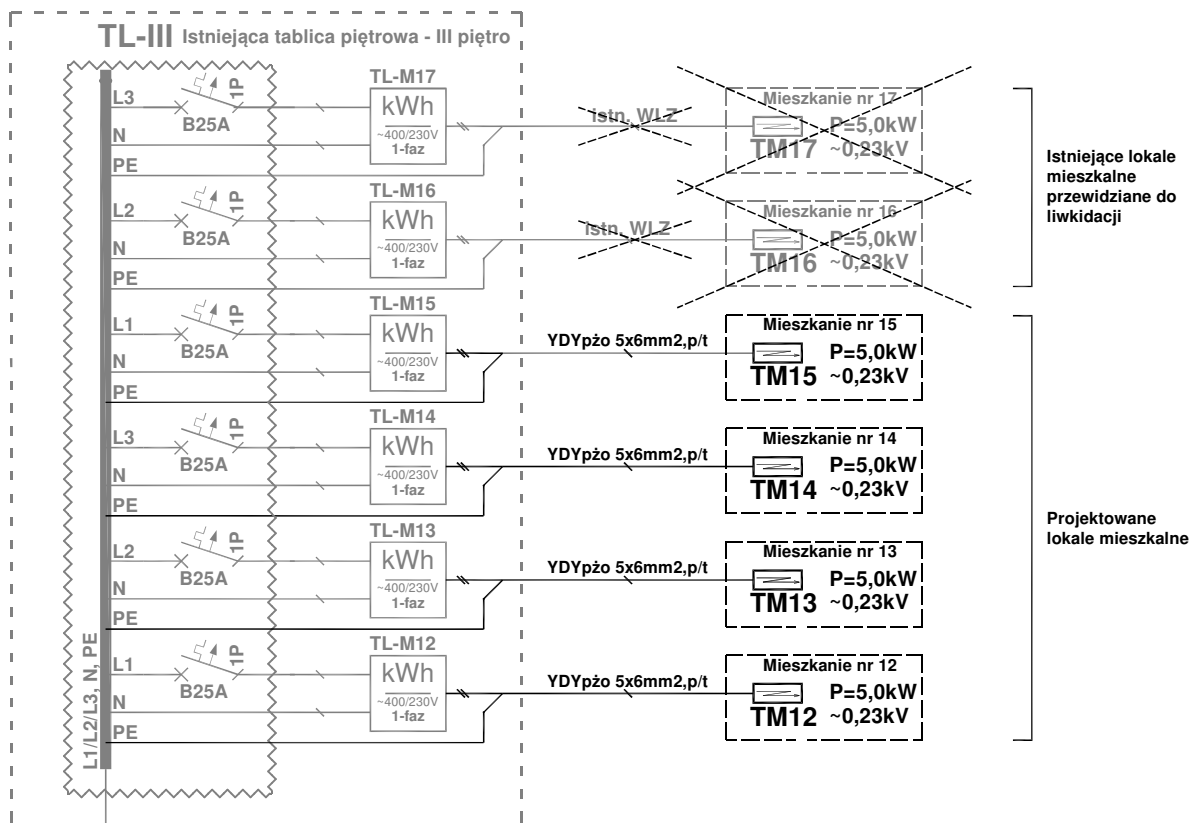 TL-III Istniejąca tablica piętrowa - III piętro
TL-M17
L3
1P
B25A
kWh
~400/230V
1-faz
N
PE
istn. WLZ
Mieszkanie nr 17
P=5,0kW
TM17 ~0,23kV
TL-M16
L2
1P
B25A
kWh
~400/230V
1-faz
N
PE
istn. WLZ
Mieszkanie nr 16
P=5,0kW
TM16 ~0,23kV
Istniejące lokale
mieszkalne
przewidziane do
liwkidacji
TL-M15
L1
1P
B25A
kWh
~400/230V
1-faz
N
PE
YDYpżo 5x6mm2,p/t
Mieszkanie nr 15
P=5,0kW
TM15 ~0,23kV
TL-M14
L3
1P
B25A
kWh
~400/230V
1-faz
N
PE
YDYpżo 5x6mm2,p/t
Mieszkanie nr 14
P=5,0kW
TM14 ~0,23kV
TL-M13
L2
1P
B25A
kWh
~400/230V
1-faz
N
PE
YDYpżo 5x6mm2,p/t
Mieszkanie nr 13
P=5,0kW
TM13 ~0,23kV
TL-M12
L1
1P
B25A
kWh
~400/230V
1-faz
N
PE
YDYpżo 5x6mm2,p/t
Mieszkanie nr 12
P=5,0kW
TM12 ~0,23kV
Projektowane
lokale mieszkalne
L1/L2/L3, N, PE